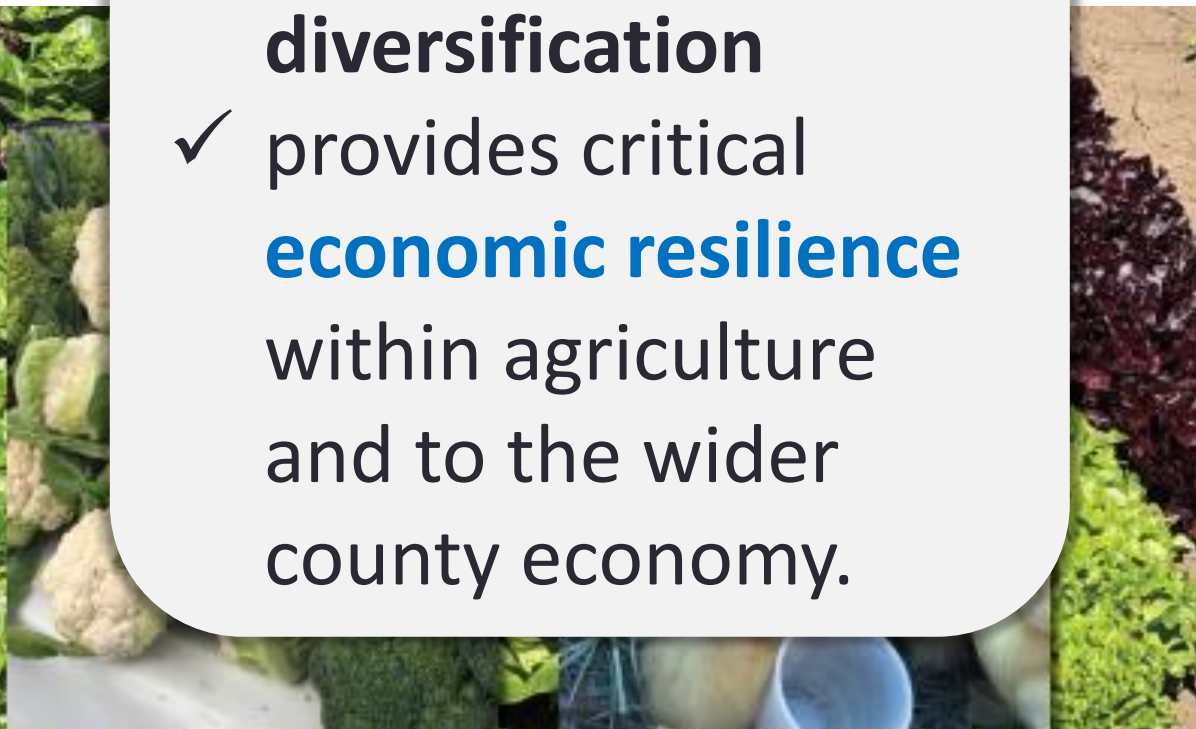 diversification
✓ provides critical
economic resilience
within agriculture
and to the wider
county economy.